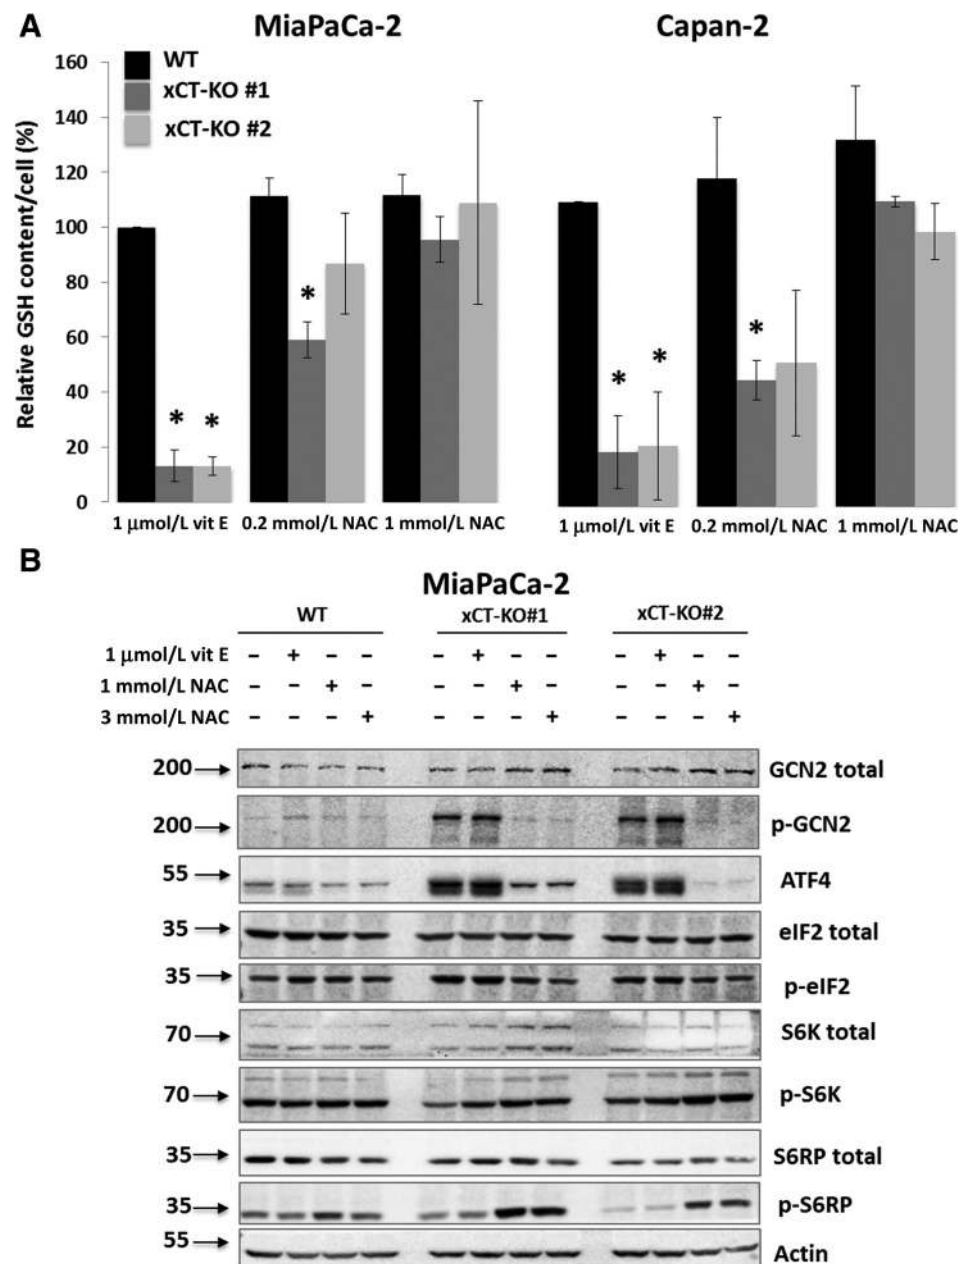 A
MiaPaCa-2
Capan-2
WT
xCT-KO #1
xCT-KO #2
Relative GSH content/cell (%)
160
140
120
100
80
60
40
20
0
* * *
* * *
1 μmol/L vit E 0.2 mmol/L NAC 1 mmol/L NAC
1 μmol/L vit E 0.2 mmol/L NAC 1 mmol/L NAC
B
MiaPaCa-2
WT xCT-KO#1 xCT-KO#2
1 μmol/L vit E – + – – – + – – – + – –
1 mmol/L NAC – – + – – – + – – – + –
3 mmol/L NAC – – – + – – – + – – – +
200 GCN2 total
200 p-GCN2
55 ATF4
35 eIF2 total
35 p-eIF2
70 S6K total
70 p-S6K
35 S6RP total
35 p-S6RP
55 Actin